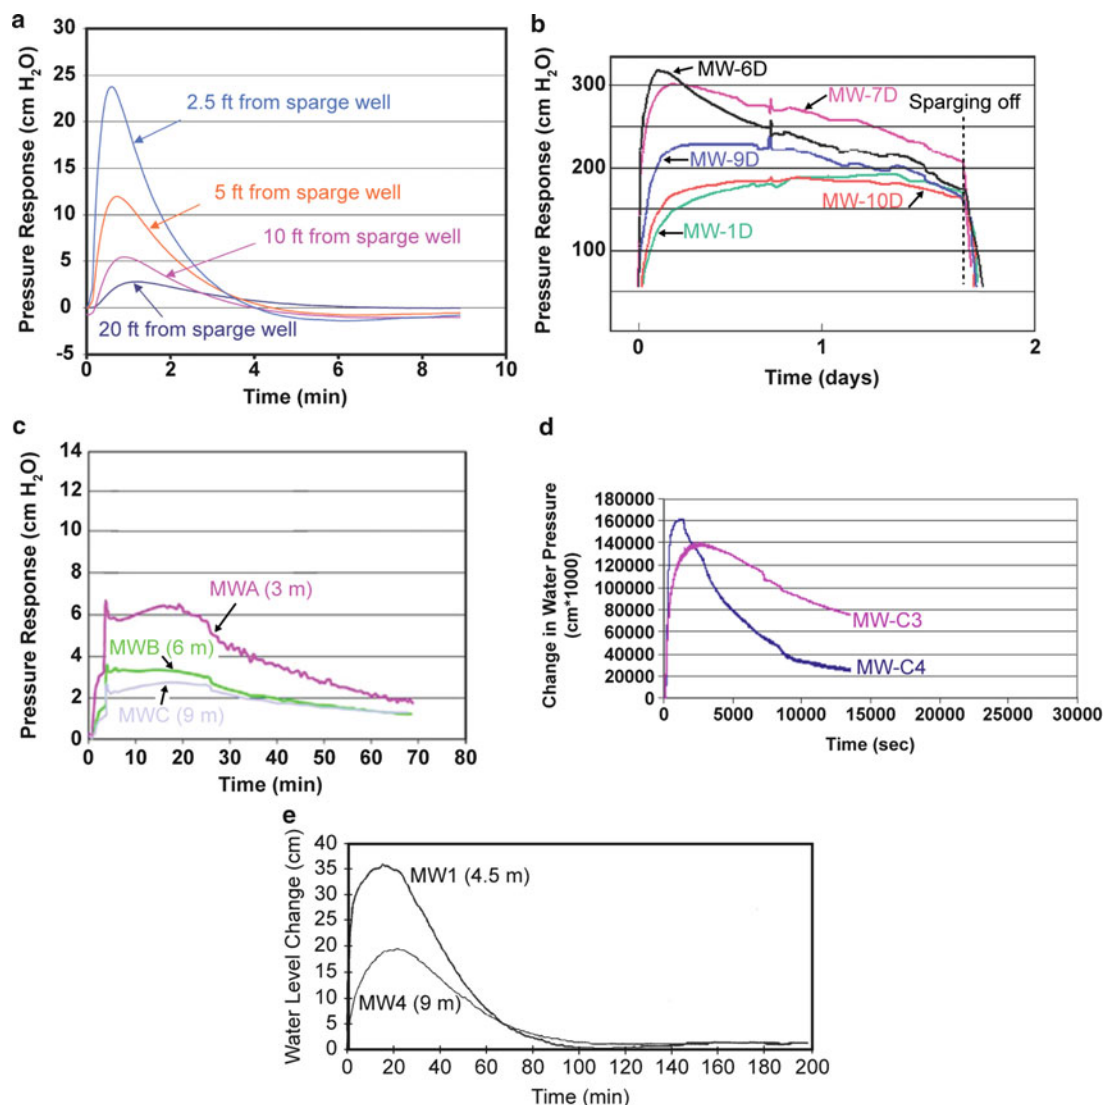 a
Pressure Response (cm H₂O)
30
25
20
15
10
5
0
-5
2.5 ft from sparge well
5 ft from sparge well
10 ft from sparge well
20 ft from sparge well
0 2 4 6 8 10
Time (min)
b
Pressure Response (cm H₂O)
300
200
100
MW-6D
MW-7D
Sparging off
MW-9D
MW-10D
MW-1D
0 1 2
Time (days)
c
Pressure Response (cm H₂O)
14
12
10
8
6
4
2
0
MWA (3 m)
MWB (6 m)
MWC (9 m)
0 10 20 30 40 50 60 70 80
Time (min)
d
Change in Water Pressure
(cm*1000)
180000
160000
140000
120000
100000
80000
60000
40000
20000
0
MW-C3
MW-C4
0 5000 10000 15000 20000 25000 30000
Time (sec)
e
Water Level Change (cm)
40
35
30
25
20
15
10
5
0
MW1 (4.5 m)
MW4 (9 m)
0 20 40 60 80 100 120 140 160 180 200
Time (min)